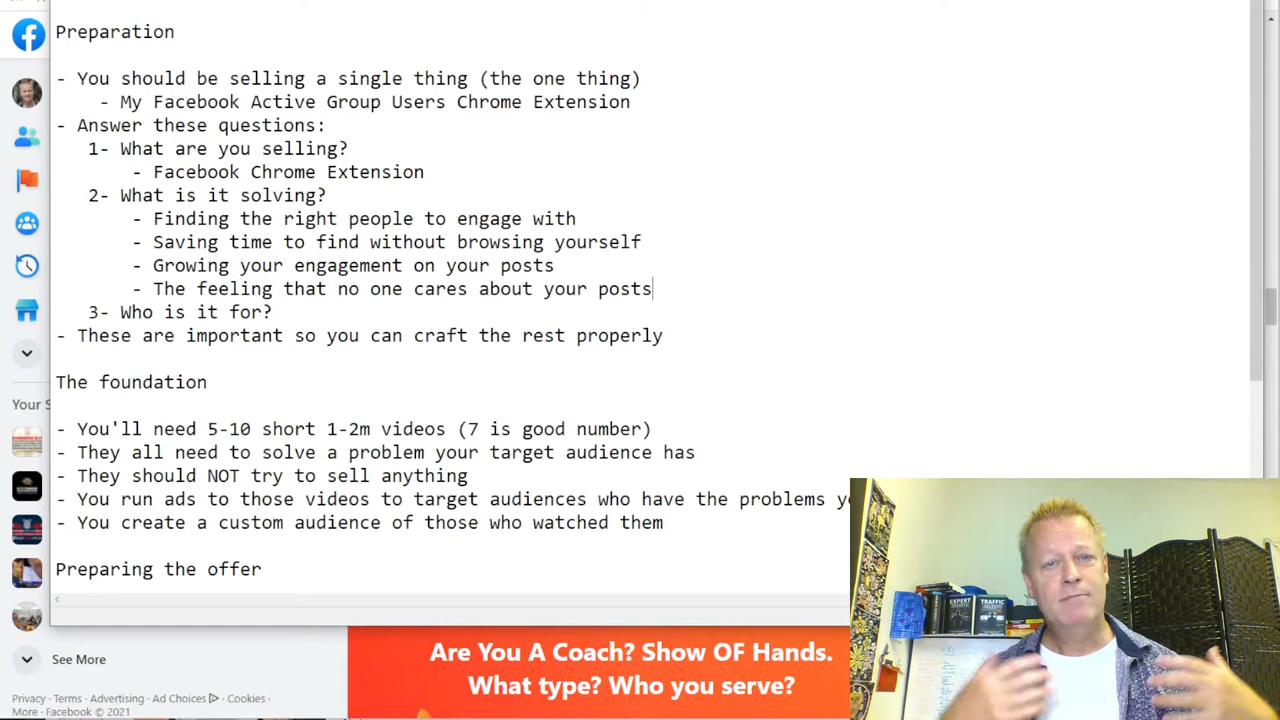 Preparation
- You should be selling a single thing (the one thing)
- My Facebook Active Group Users Chrome Extension
- Answer these questions:
1- What are you selling?
- Facebook Chrome Extension
2- What is it solving?
- Finding the right people to engage with
- Saving time to find without browsing yourself
- Growing your engagement on your posts
- The feeling that no one cares about your posts
3- Who is it for?
- These are important so you can craft the rest properly
The foundation
- You'll need 5-10 short 1-2m videos (7 is good number)
- They all need to solve a problem your target audience has
- They should NOT try to sell anything
- You run ads to those videos to target audiences who have the problems
- You create a custom audience of those who watched them
Preparing the offer
Your
See More
Privacy · Terms · Advertising · Ad Choices · Cookies ·
More · Facebook © 2021
Are You A Coach? Show OF Hands.
What type? Who you serve?
EXPERT
SECRETS
TRAFFIC
SECRETS